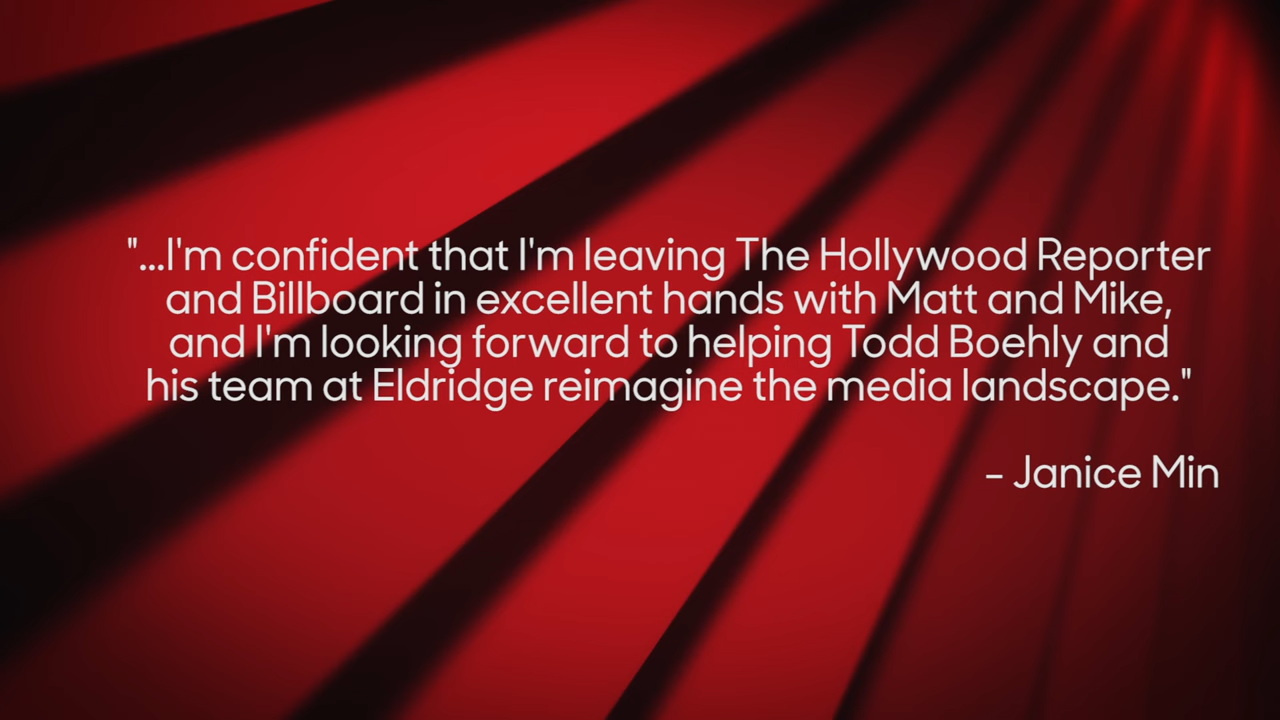 "...I'm confident that I'm leaving The Hollywood Reporter
and Billboard in excellent hands with Matt and Mike,
and I'm looking forward to helping Todd Boehly and
his team at Eldridge reimagine the media landscape."
- Janice Min